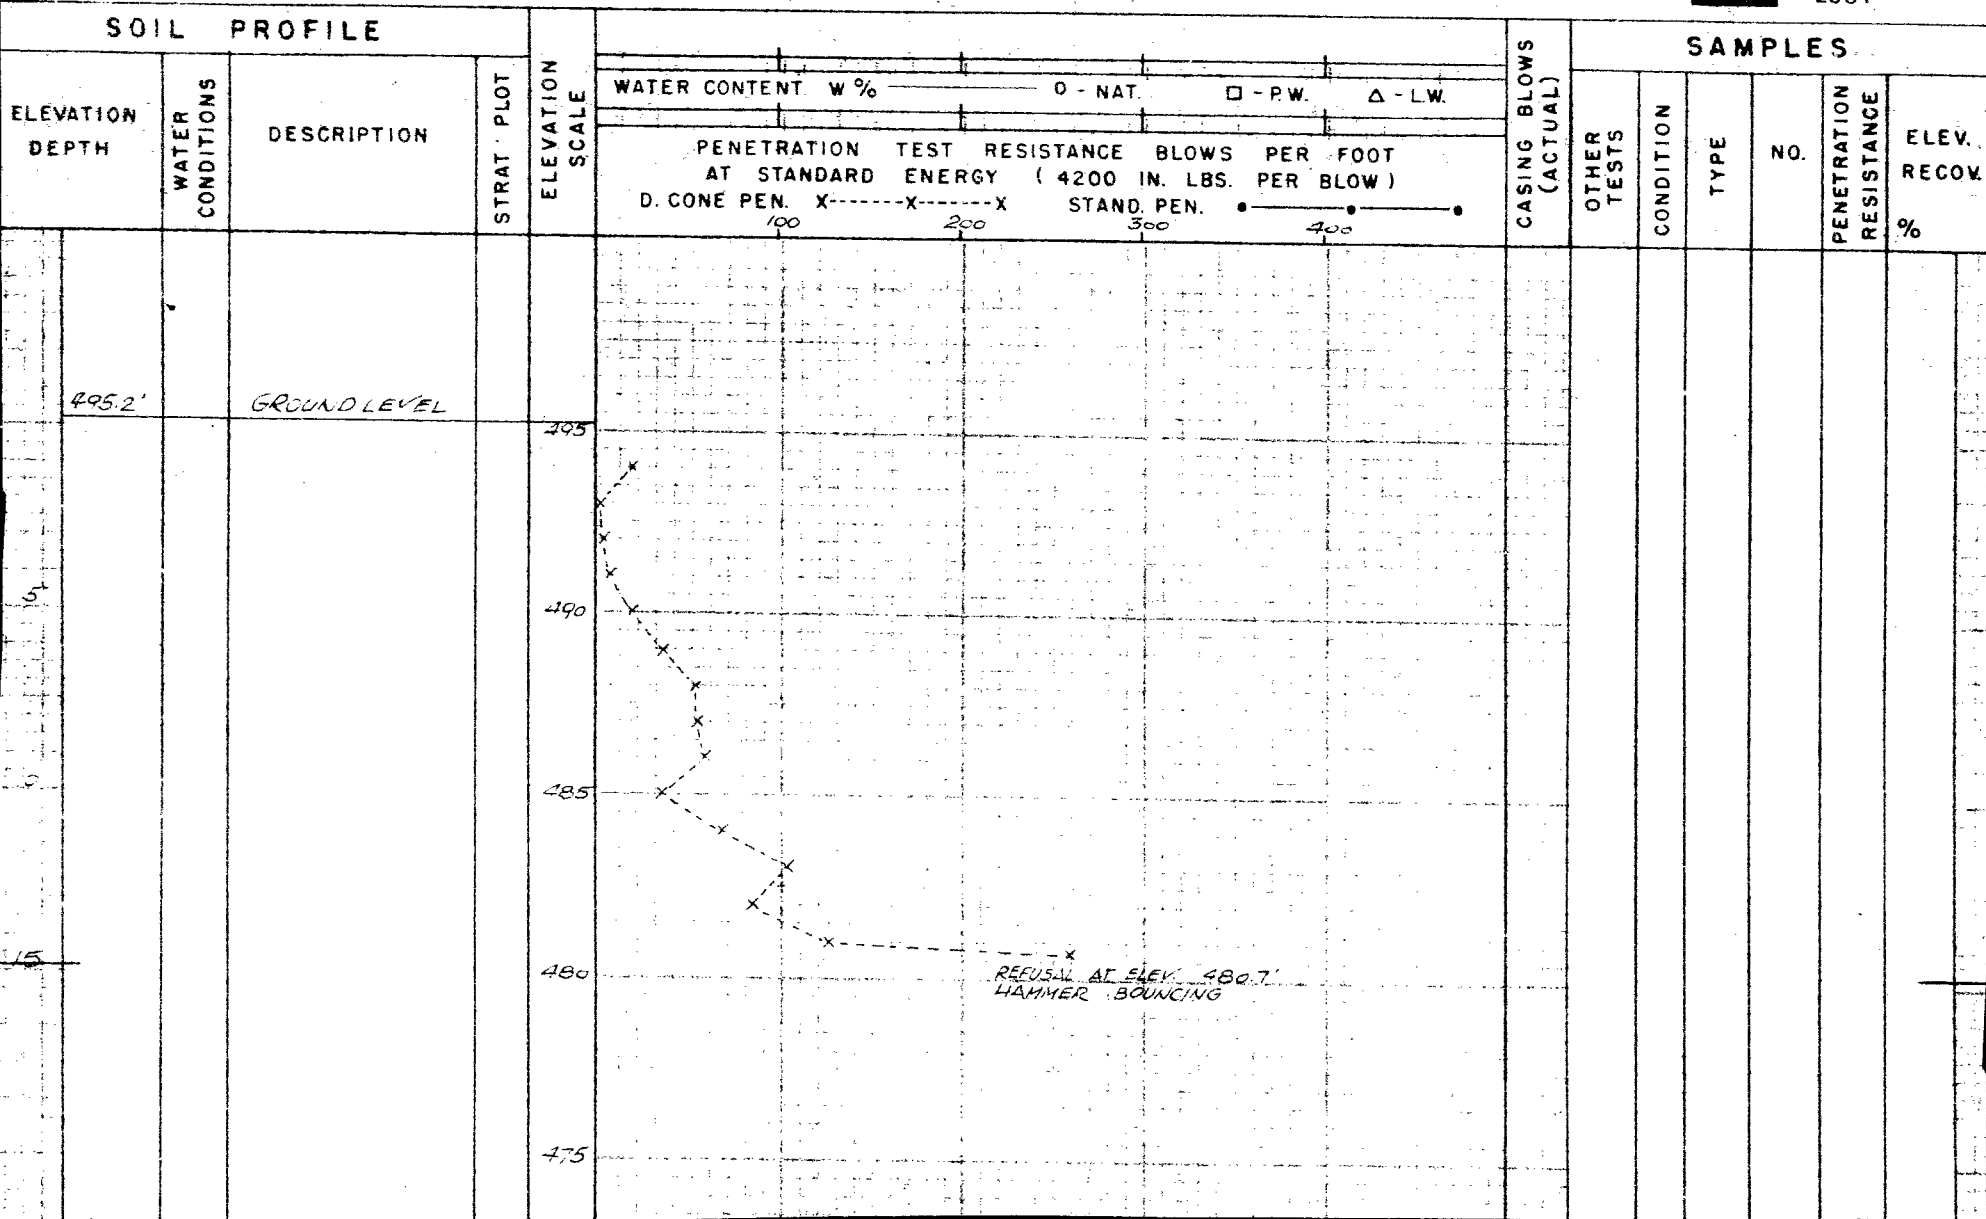 SOIL PROFILE
ELEVATION
DEPTH
WATER
CONDITIONS
DESCRIPTION
STRAT PLOT
ELEVATION
SCALE
WATER CONTENT W % O - NAT. □ - P.W. Δ - L.W.
PENETRATION TEST RESISTANCE BLOWS PER FOOT
AT STANDARD ENERGY ( 4200 IN. LBS. PER BLOW )
D. CONE PEN. X-------X-------X STAND. PEN.
100 200 300 400
CASING BLOWS
(ACTUAL)
SAMPLES
OTHER
TESTS
CONDITION
TYPE
NO.
PENETRATION
RESISTANCE
ELEV.
RECOV.
%
495.2' GROUND LEVEL
495
490
485
480
475
15
REFUSAL AT ELEV. 480.7'
HAMMER BOUNCING